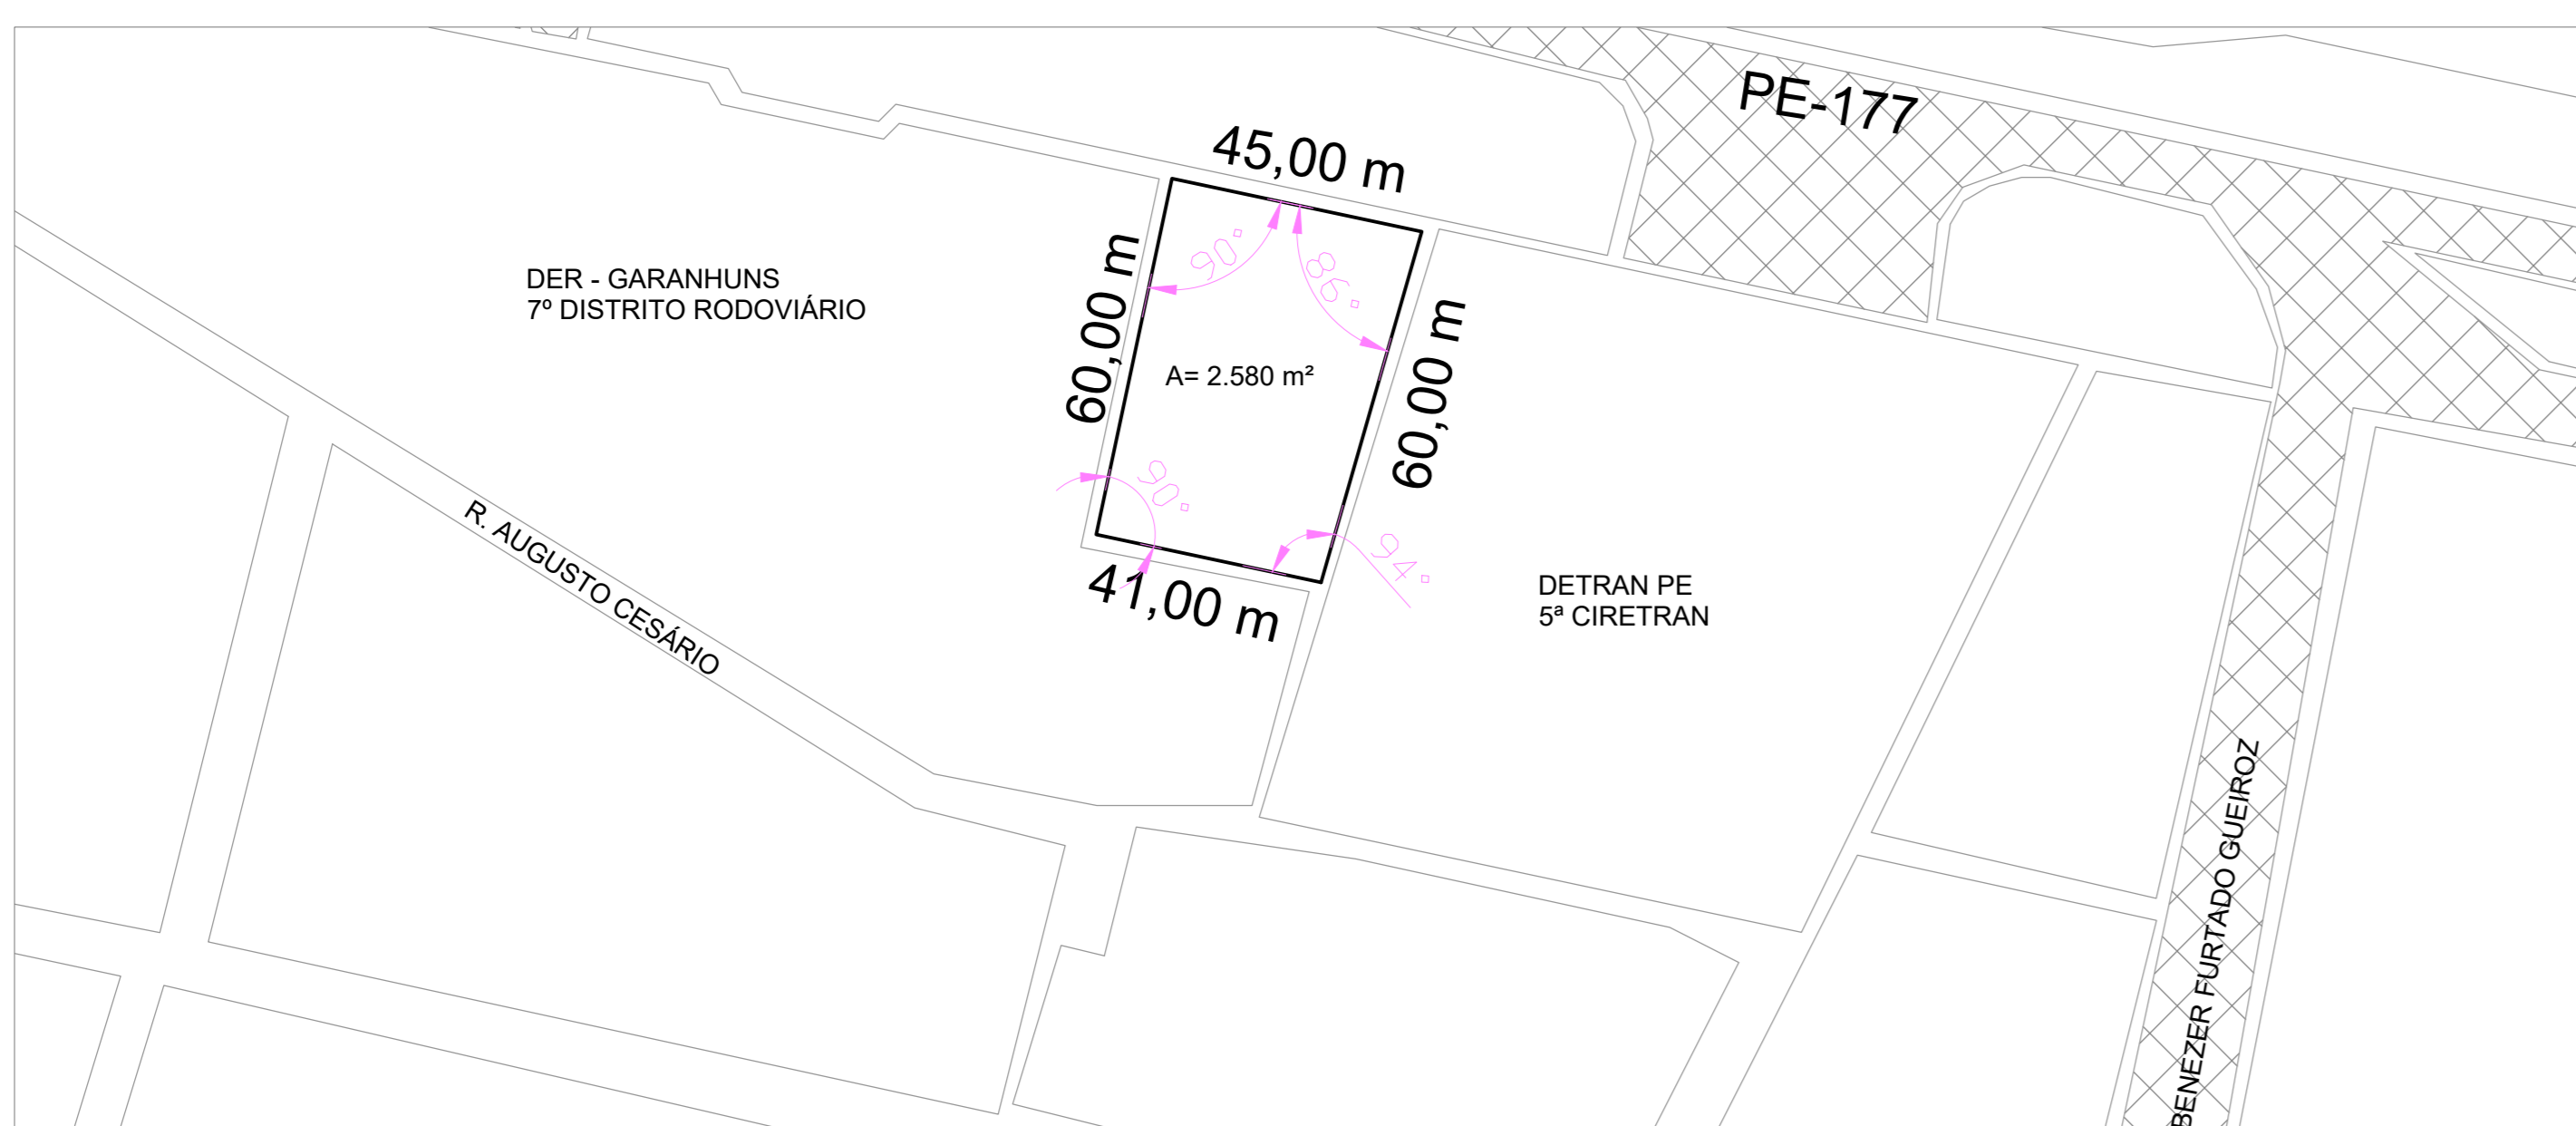 PE-177
45,00 m
90°
86°
60,00 m
60,00 m
DER - GARANHUNS
7º DISTRITO RODOVIÁRIO
A= 2.580 m²
90°
94°
41,00 m
R. AUGUSTO CESÁRIO
DETRAN PE
5ª CIRETRAN
BENEZER FURTADO GUEIROZ